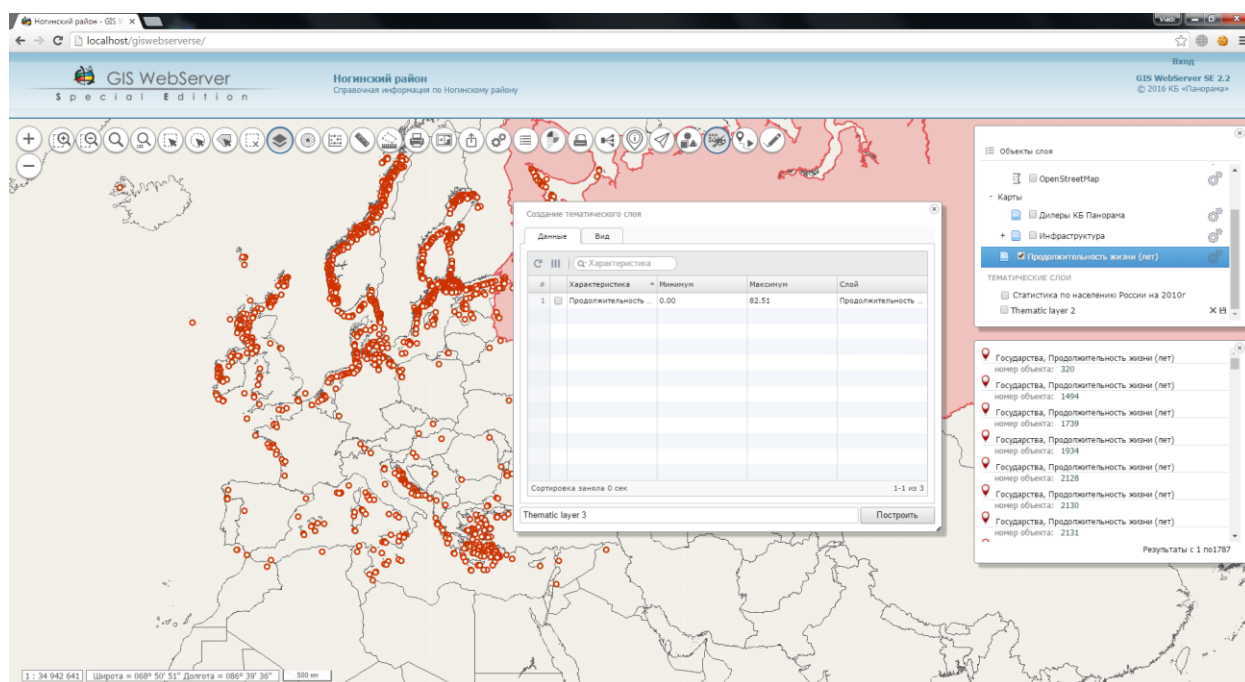 Ногинский район - GIS W
localhost/giswebserverse/
GIS WebServer
Special Edition
Ногинский район
Справочная информация по Ногинскому району
Вход
GIS WebServer SE 2.2
© 2016 КБ «Панорама»
Объекты слоя
OpenStreetMap
- Карты
Дилеры КБ Панорама
+ Инфраструктура
Продолжительность жизни (лет)
ТЕМАТИЧЕСКИЕ СЛОИ
Статистика по населению России на 2010г
Thematic layer 2
Создание тематического слоя
Данные Вид
Характеристика
# Характеристика Минимум Максимум Слой
1 Продолжительность ... 0.00 82.51 Продолжительность ...
Сортировка заняла 0 сек 1-1 из 3
Thematic layer 3 Построить
Государства, Продолжительность жизни (лет)
номер объекта: 320
Государства, Продолжительность жизни (лет)
номер объекта: 1494
Государства, Продолжительность жизни (лет)
номер объекта: 1739
Государства, Продолжительность жизни (лет)
номер объекта: 1934
Государства, Продолжительность жизни (лет)
номер объекта: 2128
Государства, Продолжительность жизни (лет)
номер объекта: 2130
Государства, Продолжительность жизни (лет)
номер объекта: 2131
Результаты с 1 по1787
1 : 34 942 641 Широта = 068º 50' 51" Долгота = 086º 39' 36" 500 km